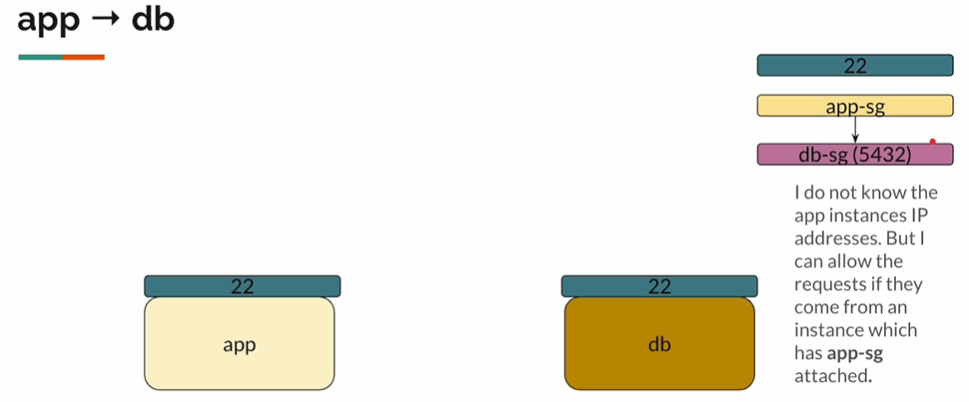 app → db
22
app-sg
db-sg (5432)
I do not know the
app instances IP
addresses. But I
can allow the
requests if they
come from an
instance which
has app-sg
attached.
22
app
22
db